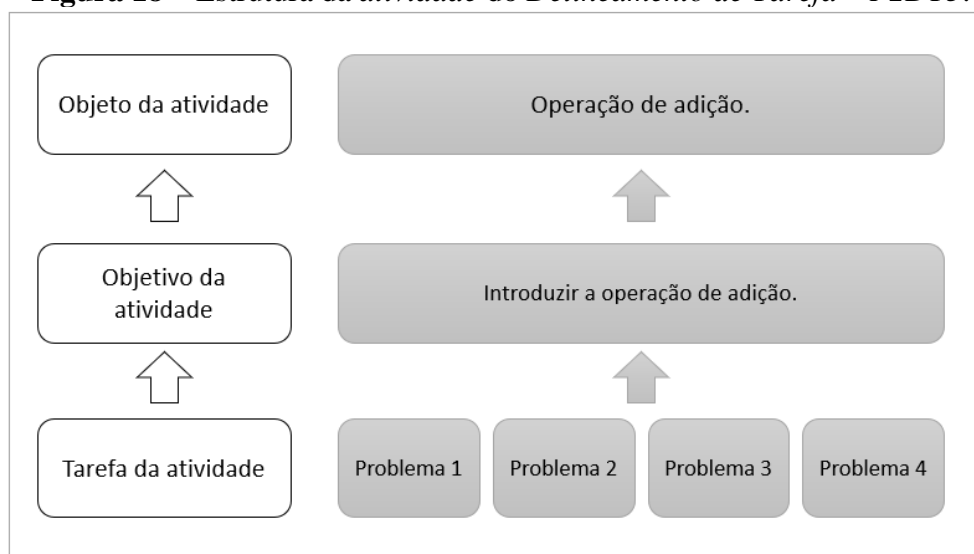 Objeto da atividade
Operação de adição.
Objetivo da
atividade
Introduzir a operação de adição.
Tarefa da atividade
Problema 1
Problema 2
Problema 3
Problema 4